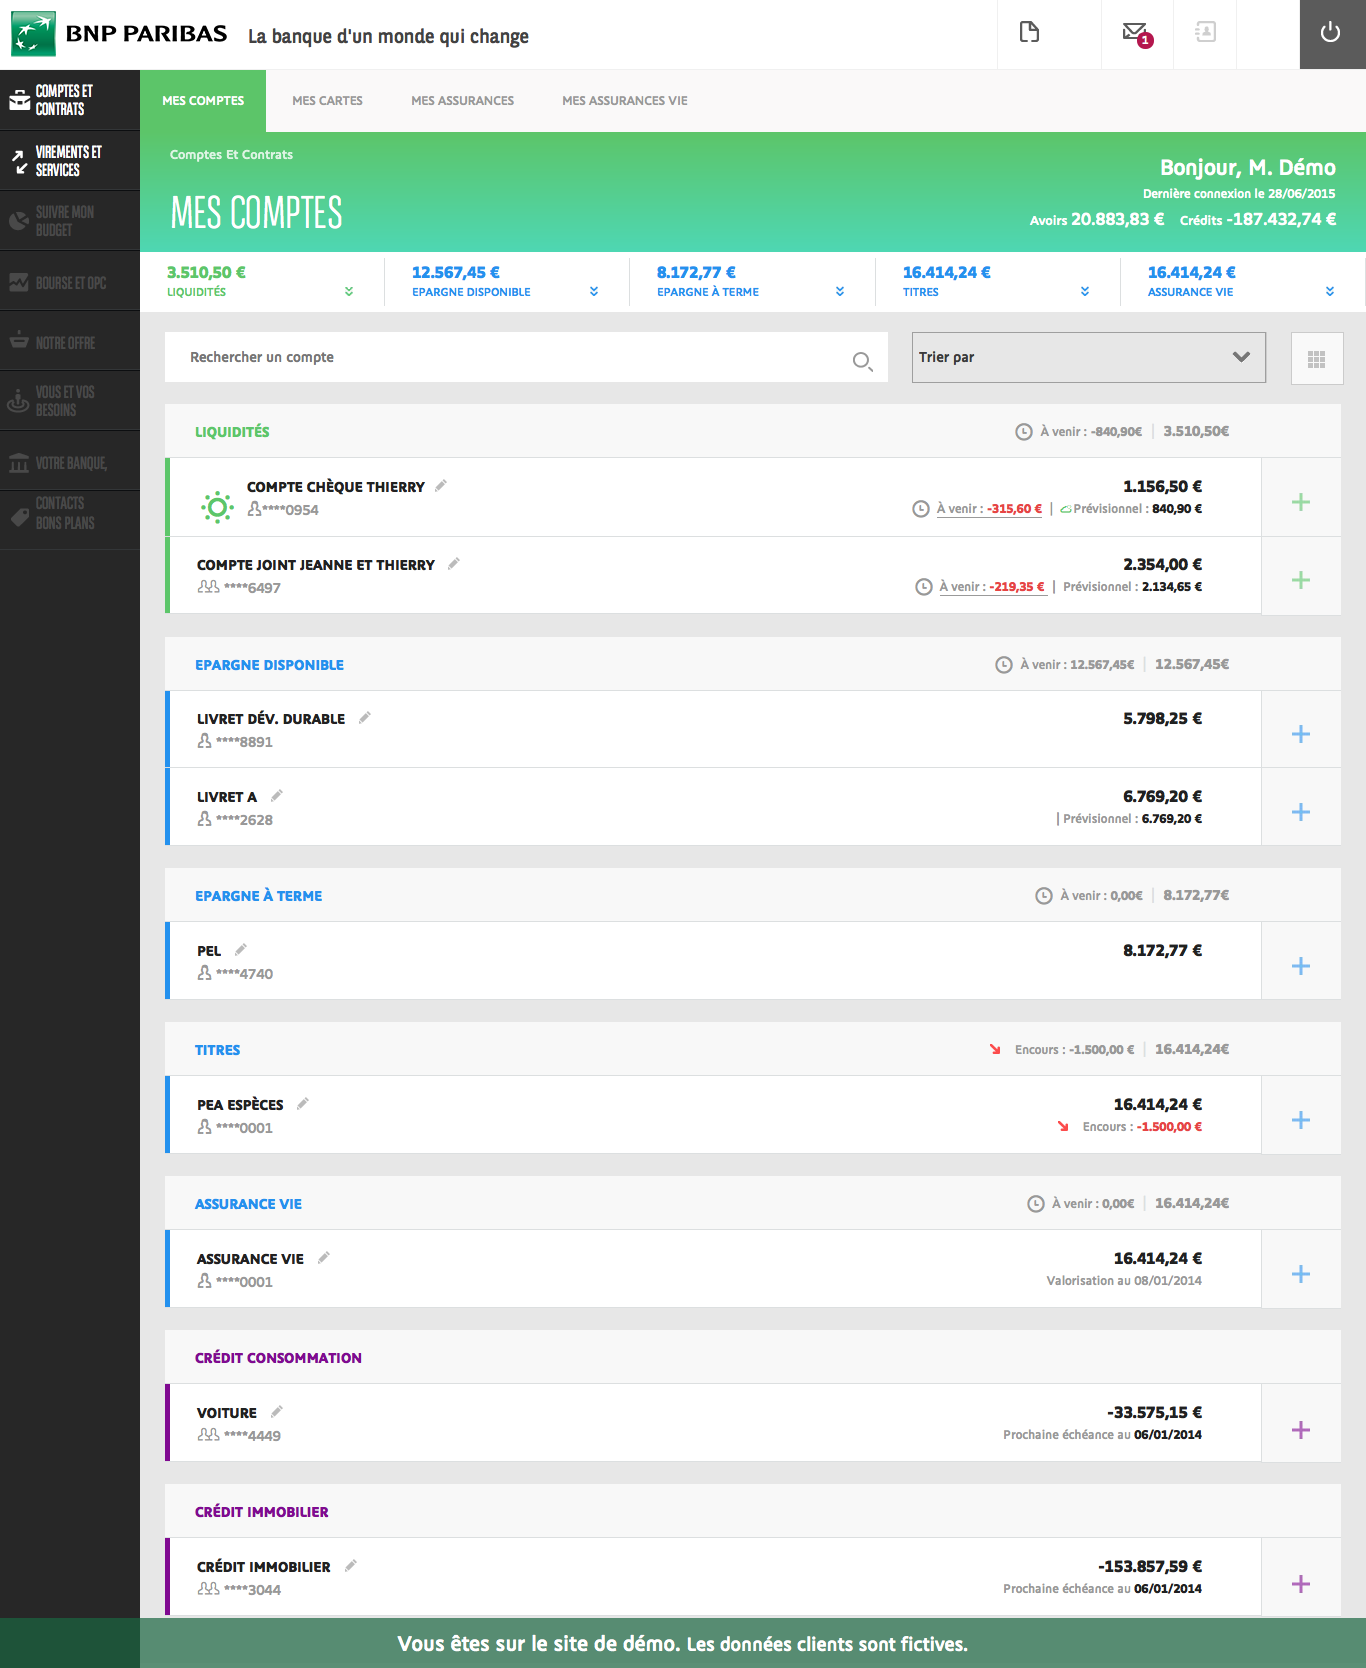 BNP PARIBAS
La banque d'un monde qui change
1
COMPTES ET
CONTRATS
VIREMENTS ET
SERVICES
SUIVRE MON
BUDGET
BOURSE ET OPC
NOTRE OFFRE
VOUS ET VOS
BESOINS
VOTRE BANQUE,
CONTACTS
BONS PLANS
MES COMPTES
MES CARTES
MES ASSURANCES
MES ASSURANCES VIE
Comptes Et Contrats
MES COMPTES
Bonjour, M. Démo
Dernière connexion le 28/06/2015
Avoirs 20.883,83 € Crédits -187.432,74 €
3.510,50 €
LIQUIDITÉS
12.567,45 €
EPARGNE DISPONIBLE
8.172,77 €
EPARGNE À TERME
16.414,24 €
TITRES
16.414,24 €
ASSURANCE VIE
Rechercher un compte
Trier par
LIQUIDITÉS
À venir : -840,90€ | 3.510,50€
COMPTE CHÈQUE THIERRY
****0954
1.156,50 €
À venir : -315,60 € | Prévisionnel : 840,90 €
COMPTE JOINT JEANNE ET THIERRY
****6497
2.354,00 €
À venir : -219,35 € | Prévisionnel : 2.134,65 €
EPARGNE DISPONIBLE
À venir : 12.567,45€ | 12.567,45€
LIVRET DÉV. DURABLE
****8891
5.798,25 €
LIVRET A
****2628
6.769,20 €
| Prévisionnel : 6.769,20 €
EPARGNE À TERME
À venir : 0,00€ | 8.172,77€
PEL
****4740
8.172,77 €
TITRES
Encours : -1.500,00 € | 16.414,24€
PEA ESPÈCES
****0001
16.414,24 €
Encours : -1.500,00 €
ASSURANCE VIE
À venir : 0,00€ | 16.414,24€
ASSURANCE VIE
****0001
16.414,24 €
Valorisation au 08/01/2014
CRÉDIT CONSOMMATION
VOITURE
****4449
-33.575,15 €
Prochaine échéance au 06/01/2014
CRÉDIT IMMOBILIER
CRÉDIT IMMOBILIER
****3044
-153.857,59 €
Prochaine échéance au 06/01/2014
Vous êtes sur le site de démo. Les données clients sont fictives.